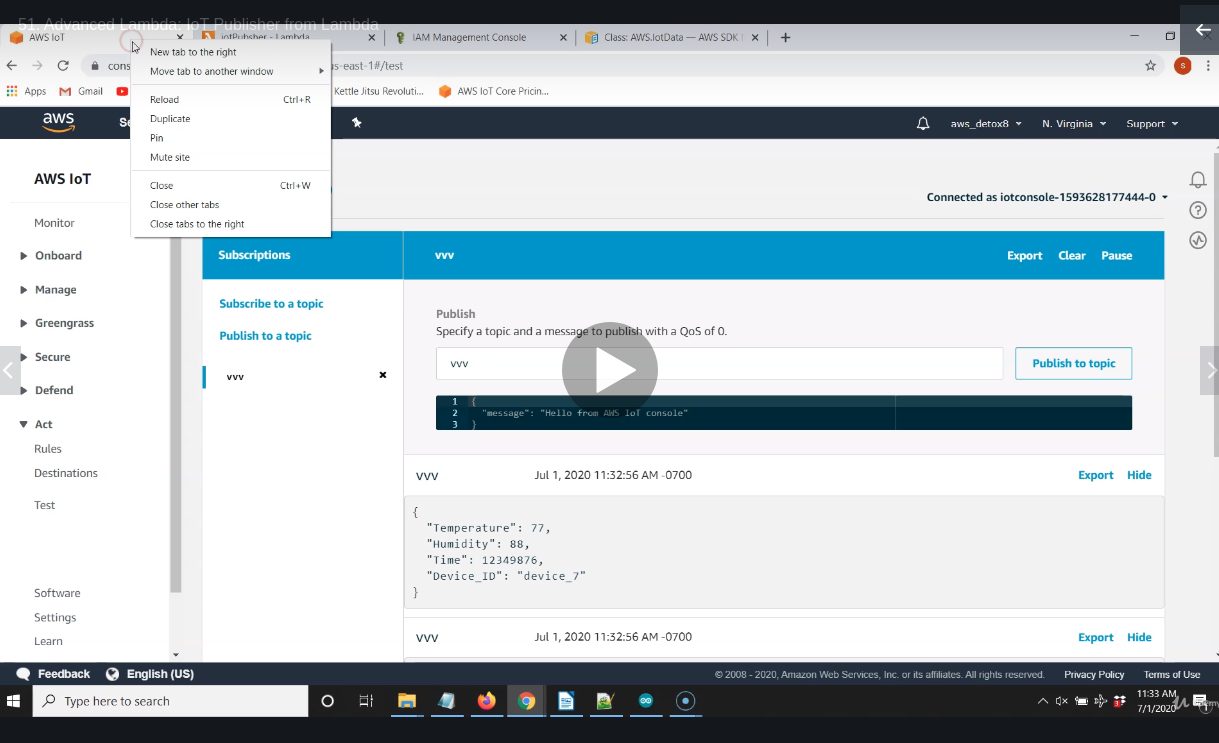 51. Advanced Lambda: IoT Publisher from Lambda
AWS IoT
iotPubsher - Lambda
IAM Management Console
Class: AWS.IotData — AWS SDK f
New tab to the right
Move tab to another window
Reload Ctrl+R
Duplicate
Pin
Mute site
Close Ctrl+W
Close other tabs
Close tabs to the right
cons
us-east-1#/test
S
Apps
Gmail
Kettle Jitsu Revoluti...
AWS IoT Core Pricin...
aws
Se
aws_detox8
N. Virginia
Support
AWS IoT
Monitor
Onboard
Manage
Greengrass
Secure
Defend
Act
Rules
Destinations
Test
Software
Settings
Learn
Connected as iotconsole-1593628177444-0
Subscriptions
vvv
Export Clear Pause
Subscribe to a topic
Publish to a topic
vvv
Publish
Specify a topic and a message to publish with a QoS of 0.
vvv
Publish to topic
1 {
2 "message": "Hello from AWS IoT console"
3 }
vvv Jul 1, 2020 11:32:56 AM -0700 Export Hide
{
"Temperature": 77,
"Humidity": 88,
"Time": 12349876,
"Device_ID": "device_7"
}
vvv Jul 1, 2020 11:32:56 AM -0700 Export Hide
Feedback
English (US)
© 2008 - 2020, Amazon Web Services, Inc. or its affiliates. All rights reserved.
Privacy Policy
Terms of Use
Type here to search
11:33 AM
7/1/2020